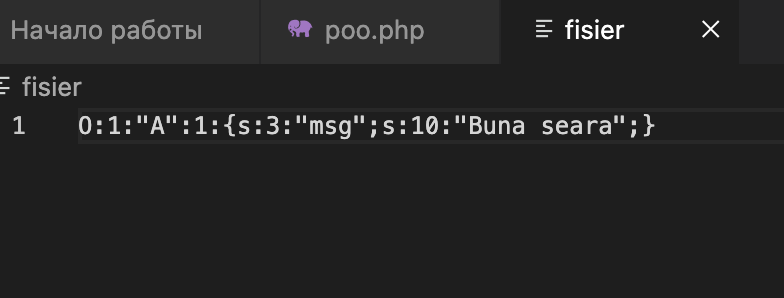 Начало работы poo.php fisier
fisier
1 O:1:"A":1:{s:3:"msg";s:10:"Buna seara";}